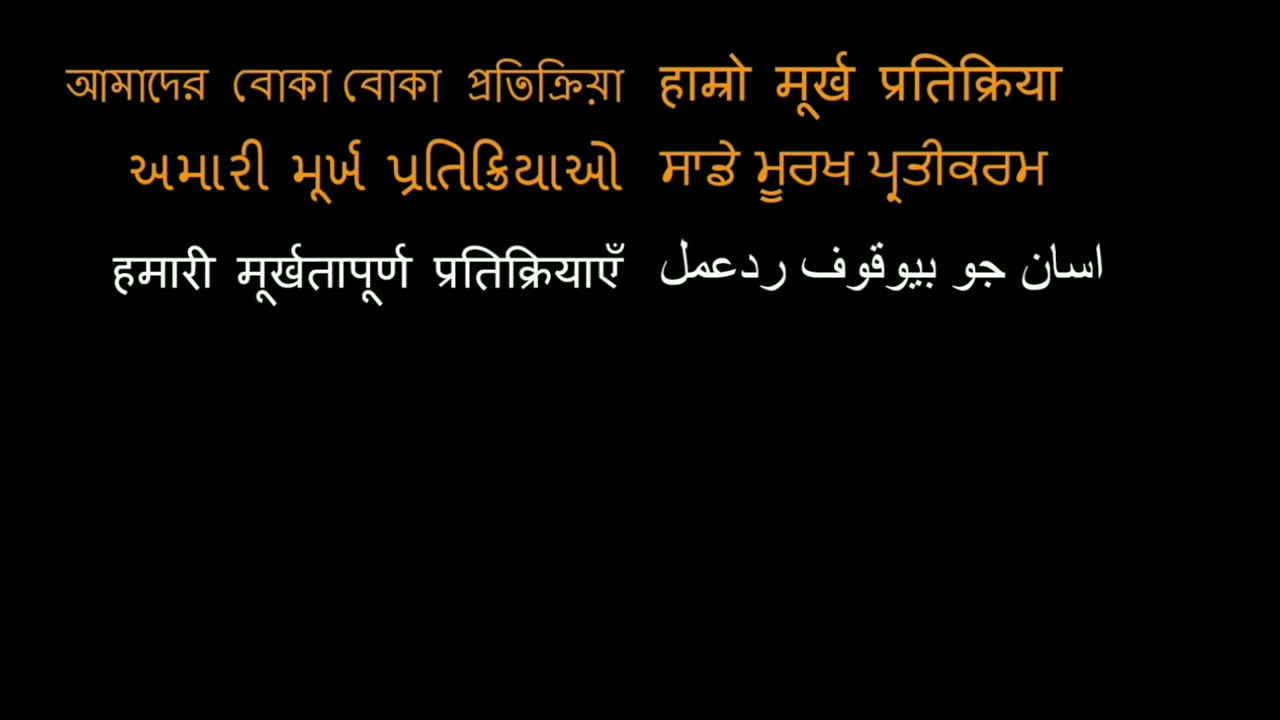 আমাদের বোকা বোকা প্রতিক্রিয়া हाम्रो मूर्ख प्रतिक्रिया
અમારી મૂર્ખ પ્રતિક્રિયાઓ ਸਾਡੇ ਮੂਰਖ ਪ੍ਰਤੀਕਰਮ
हमारी मूर्खतापूर्ण प्रतिक्रियाएँ اسان جو بيوقوف ردعمل